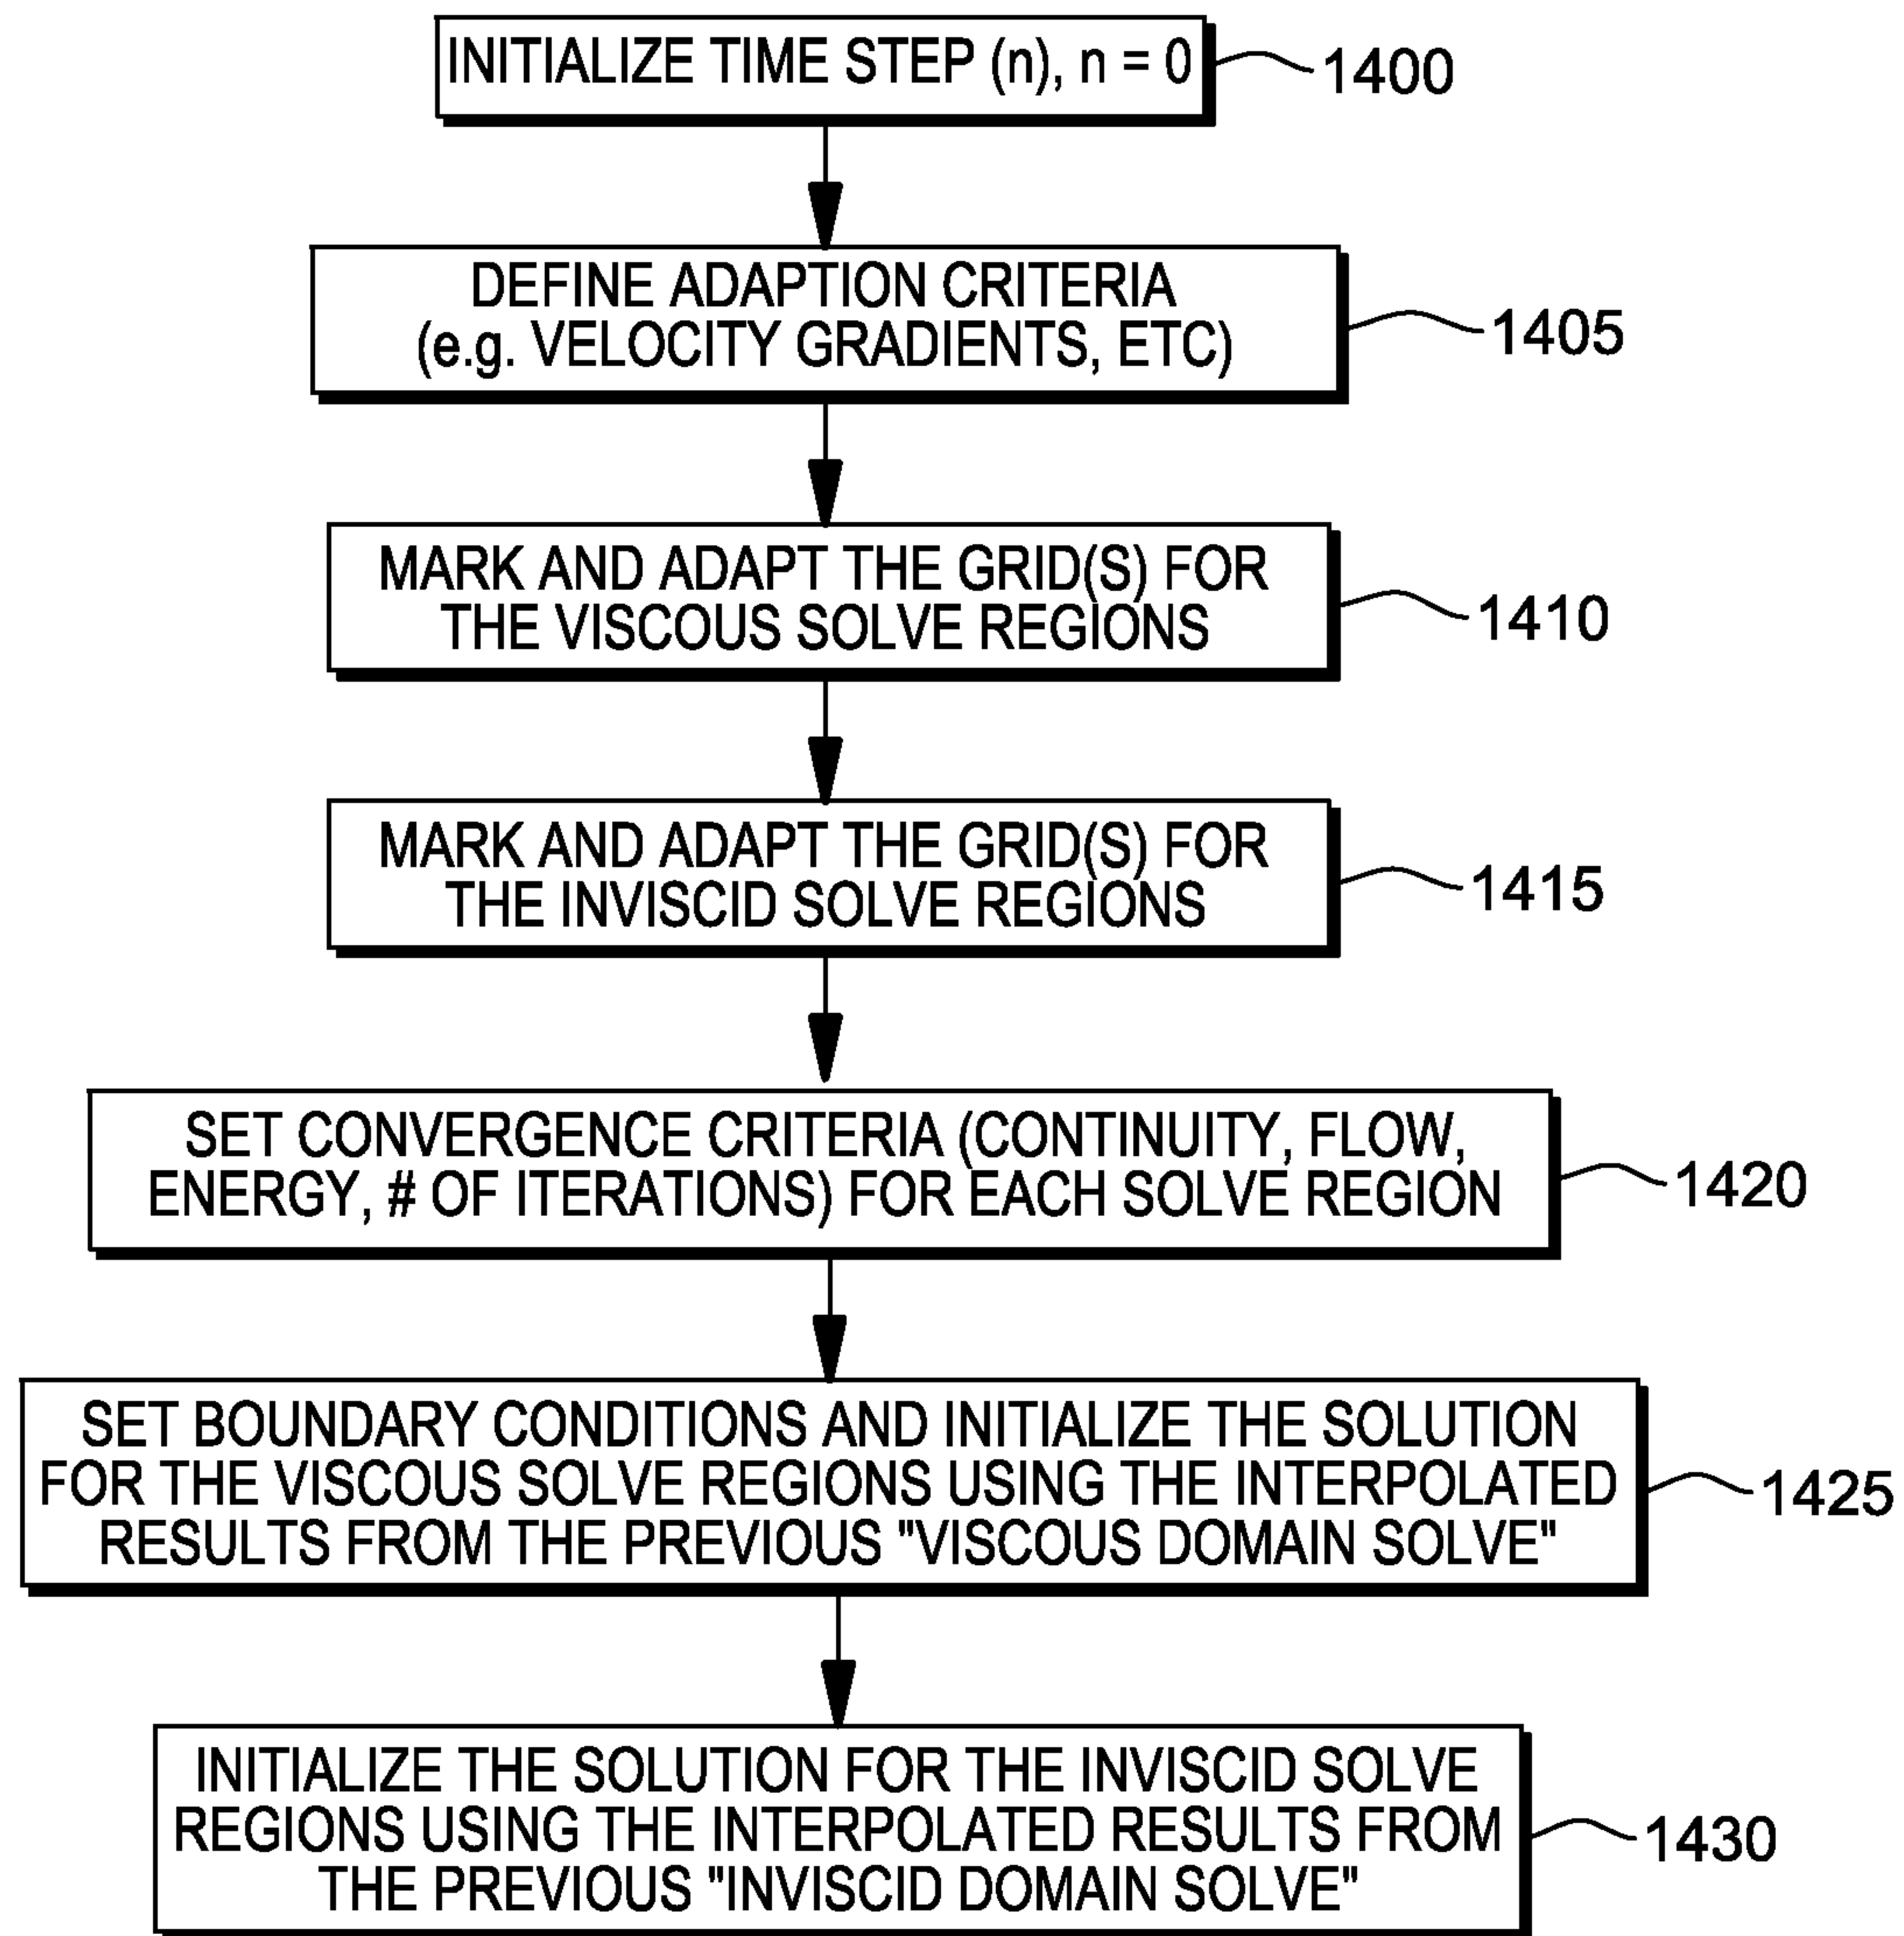 INITIALIZE TIME STEP (n), n = 0
1400
DEFINE ADAPTION CRITERIA
(e.g. VELOCITY GRADIENTS, ETC)
1405
MARK AND ADAPT THE GRID(S) FOR
THE VISCOUS SOLVE REGIONS
1410
MARK AND ADAPT THE GRID(S) FOR
THE INVISCID SOLVE REGIONS
1415
SET CONVERGENCE CRITERIA (CONTINUITY, FLOW,
ENERGY, # OF ITERATIONS) FOR EACH SOLVE REGION
1420
SET BOUNDARY CONDITIONS AND INITIALIZE THE SOLUTION
FOR THE VISCOUS SOLVE REGIONS USING THE INTERPOLATED
RESULTS FROM THE PREVIOUS "VISCOUS DOMAIN SOLVE"
1425
INITIALIZE THE SOLUTION FOR THE INVISCID SOLVE
REGIONS USING THE INTERPOLATED RESULTS FROM
THE PREVIOUS "INVISCID DOMAIN SOLVE"
1430